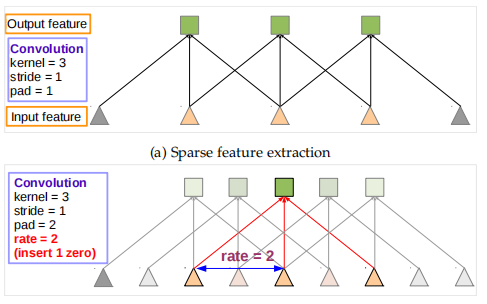 Output feature
Convolution
kernel = 3
stride = 1
pad = 1
Input feature
(a) Sparse feature extraction
Convolution
kernel = 3
stride = 1
pad = 2
rate = 2
(insert 1 zero)
rate = 2